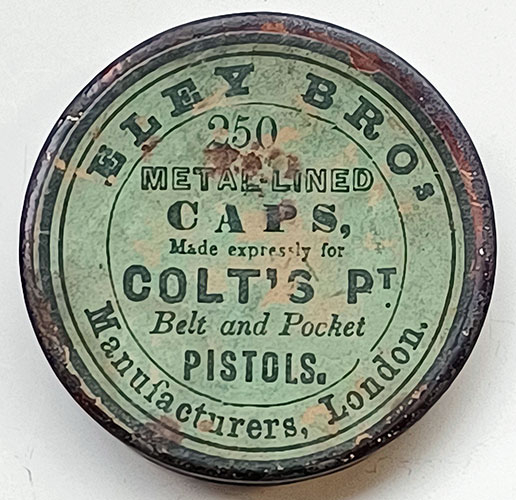 ELEY BROs
250
METAL-LINED
CAPS,
Made expressly for
COLT'S PT
Belt and Pocket
PISTOLS.
Manufacturers, London.